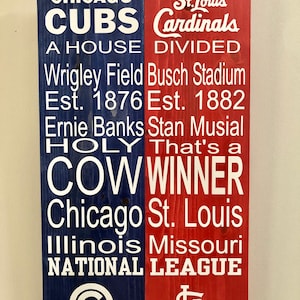 CHICAGO St. Louis
CUBS Cardinals
A HOUSE DIVIDED
Wrigley Field Busch Stadium
Est. 1876 Est. 1882
Ernie Banks Stan Musial
HOLY That's a
COW WINNER
Chicago St. Louis
Illinois Missouri
NATIONAL LEAGUE